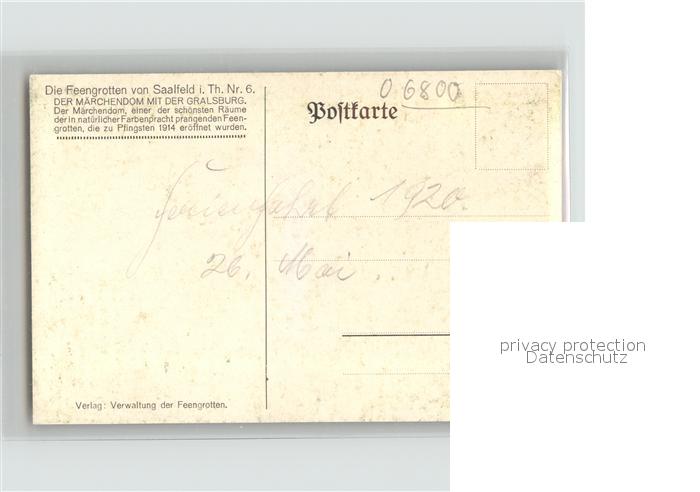 Die Feengrotten von Saalfeld i. Th. Nr. 6.
DER MÄRCHENDOM MIT DER GRALSBURG.
Der Märchendom, einer der schönsten Räume
der in natürlicher Farbenpracht prangenden Feen-
grotten, die zu Pfingsten 1914 eröffnet wurden.
O 6800
Postkarte
Ferienfahrt 1920.
26. Mai
Verlag: Verwaltung der Feengrotten.
privacy protection
Datenschutz